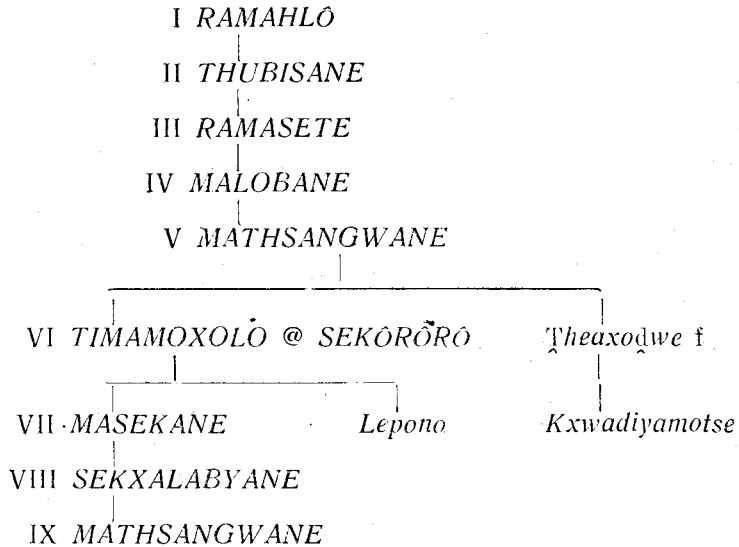 I RAMAHLÔ
II THUBISANE
III RAMASETE
IV MALOBANE
V MATHSANGWANE
VI TIMAMOXOLÔ @ SEKÔRÔRÔ Ṱheaxoḓwe f
VII MASEKANE Lepono Kxwadiyamotse
VIII SEKXALABYANE
IX MATHSANGWANE